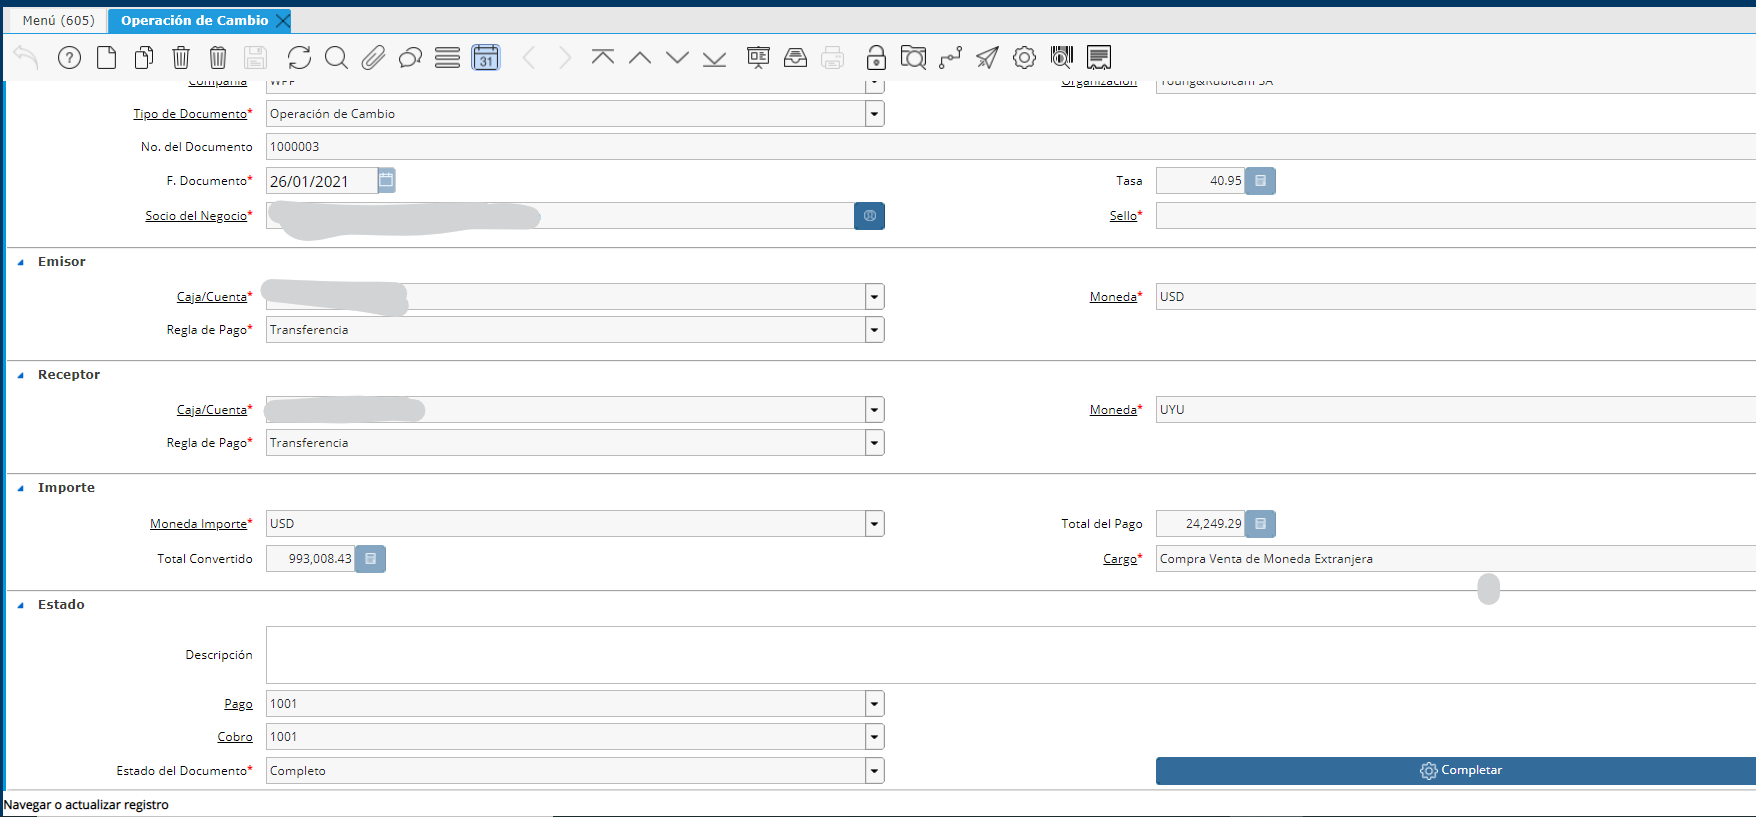 Menú (605) Operación de Cambio
31
Compañía WPP Organización Young&Rubicam SA
Tipo de Documento* Operación de Cambio
No. del Documento 1000003
F. Documento* 26/01/2021 Tasa 40.95
Socio del Negocio* Sello*
Emisor
Caja/Cuenta* Moneda* USD
Regla de Pago* Transferencia
Receptor
Caja/Cuenta* Moneda* UYU
Regla de Pago* Transferencia
Importe
Moneda Importe* USD Total del Pago 24,249.29
Total Convertido 993,008.43 Cargo* Compra Venta de Moneda Extranjera
Estado
Descripción
Pago 1001
Cobro 1001
Estado del Documento* Completo Completar
Navegar o actualizar registro